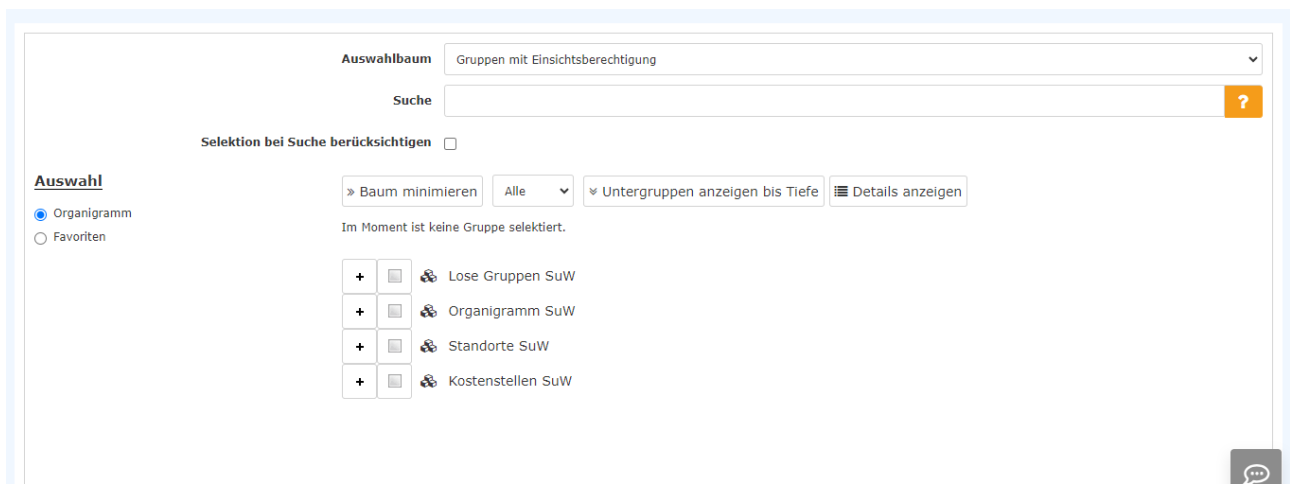 Auswahlbaum Gruppen mit Einsichtsberechtigung
Suche ?
Selektion bei Suche berücksichtigen
Auswahl
Organigramm
Favoriten
» Baum minimieren Alle Untergruppen anzeigen bis Tiefe Details anzeigen
Im Moment ist keine Gruppe selektiert.
+ Lose Gruppen SuW
+ Organigramm SuW
+ Standorte SuW
+ Kostenstellen SuW